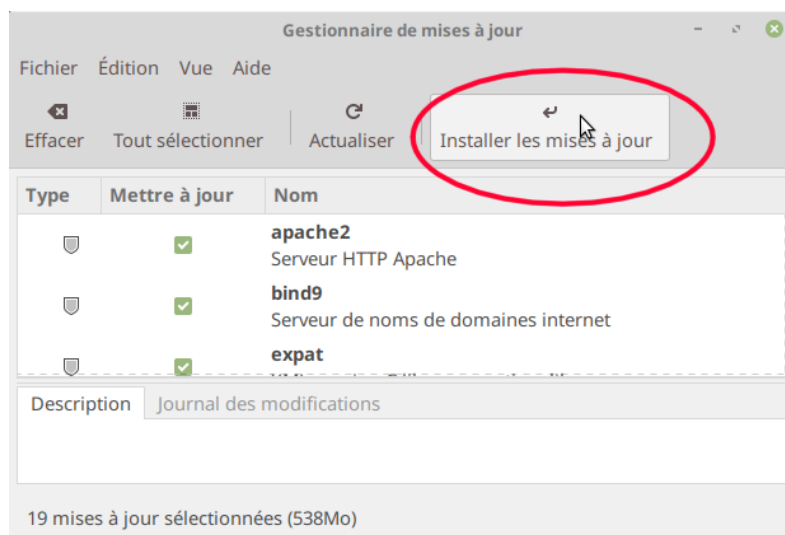 Gestionnaire de mises à jour
Fichier Édition Vue Aide
Effacer Tout sélectionner Actualiser Installer les mises à jour
Type Mettre à jour Nom
apache2
Serveur HTTP Apache
bind9
Serveur de noms de domaines internet
expat
Description Journal des modifications
19 mises à jour sélectionnées (538Mo)